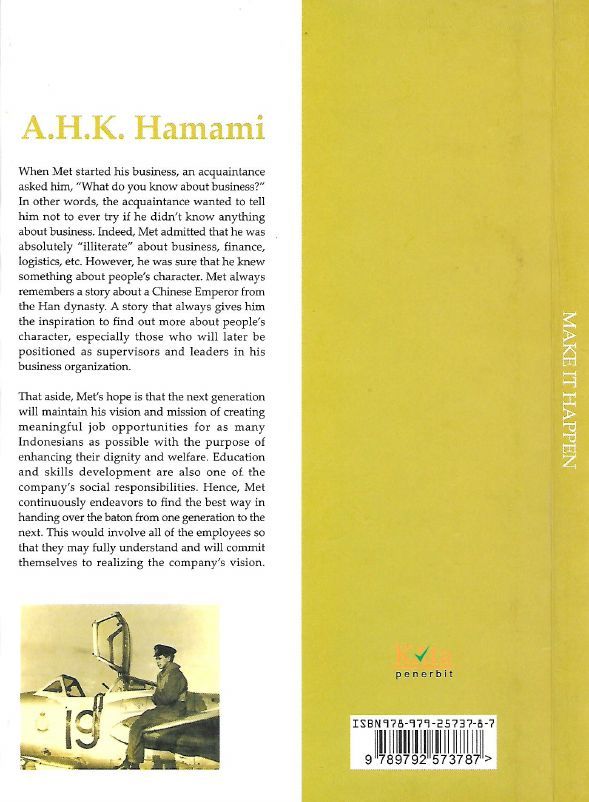 A.H.K. Hamami
When Met started his business, an acquaintance
asked him, "What do you know about business?"
In other words, the acquaintance wanted to tell
him not to ever try if he didn't know anything
about business. Indeed, Met admitted that he was
absolutely "illiterate" about business, finance,
logistics, etc. However, he was sure that he knew
something about people's character. Met always
remembers a story about a Chinese Emperor from
the Han dynasty. A story that always gives him
the inspiration to find out more about people's
character, especially those who will later be
positioned as supervisors and leaders in his
business organization.
That aside, Met's hope is that the next generation
will maintain his vision and mission of creating
meaningful job opportunities for as many
Indonesians as possible with the purpose of
enhancing their dignity and welfare. Education
and skills development are also one of the
company's social responsibilities. Hence, Met
continuously endeavors to find the best way in
handing over the baton from one generation to the
next. This would involve all of the employees so
that they may fully understand and will commit
themselves to realizing the company's vision.
19
MAKE IT HAPPEN
penerbit
ISBN978-979-25737-8-7
9 789792 573787 >